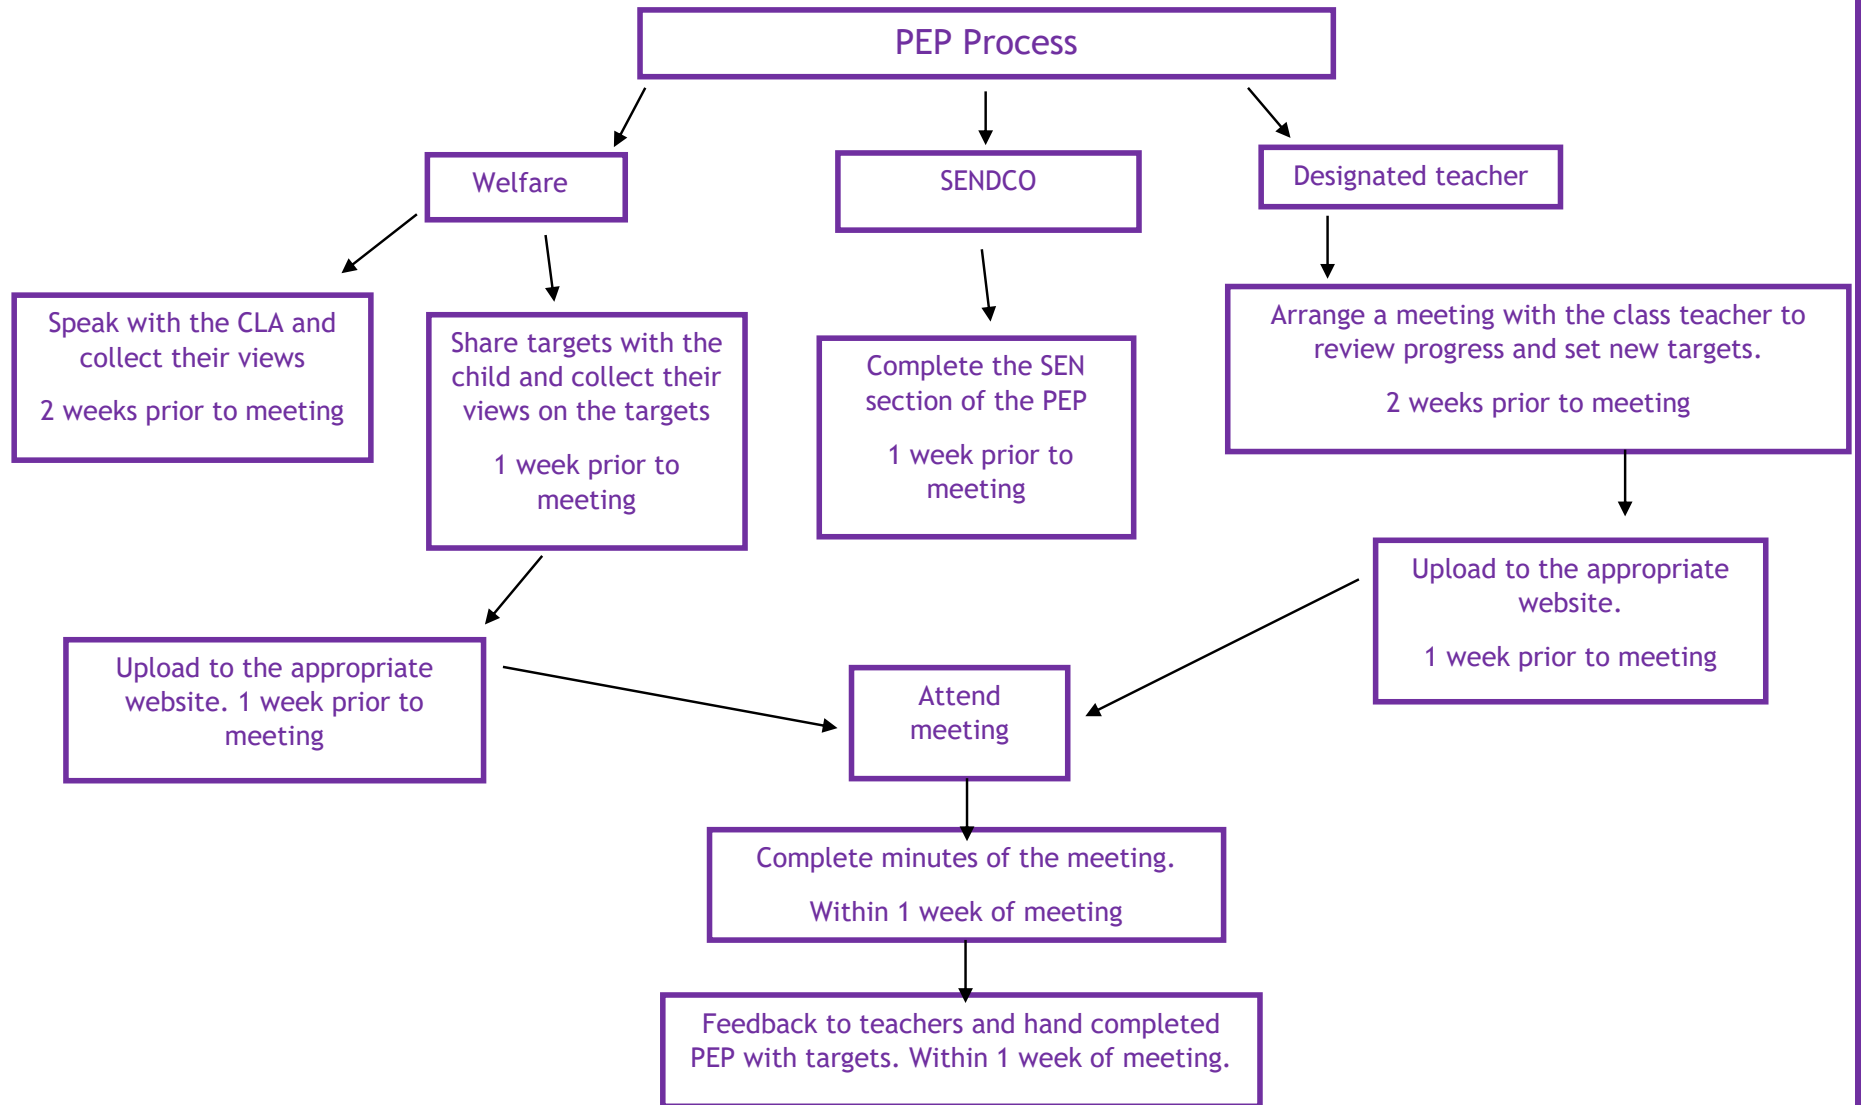 PEP Process
Welfare
SENDCO
Designated teacher
Speak with the CLA and
collect their views
2 weeks prior to meeting
Share targets with the
child and collect their
views on the targets
1 week prior to
meeting
Complete the SEN
section of the PEP
1 week prior to
meeting
Arrange a meeting with the class teacher to
review progress and set new targets.
2 weeks prior to meeting
Upload to the appropriate
website. 1 week prior to
meeting
Upload to the appropriate
website.
1 week prior to meeting
Attend
meeting
Complete minutes of the meeting.
Within 1 week of meeting
Feedback to teachers and hand completed
PEP with targets. Within 1 week of meeting.